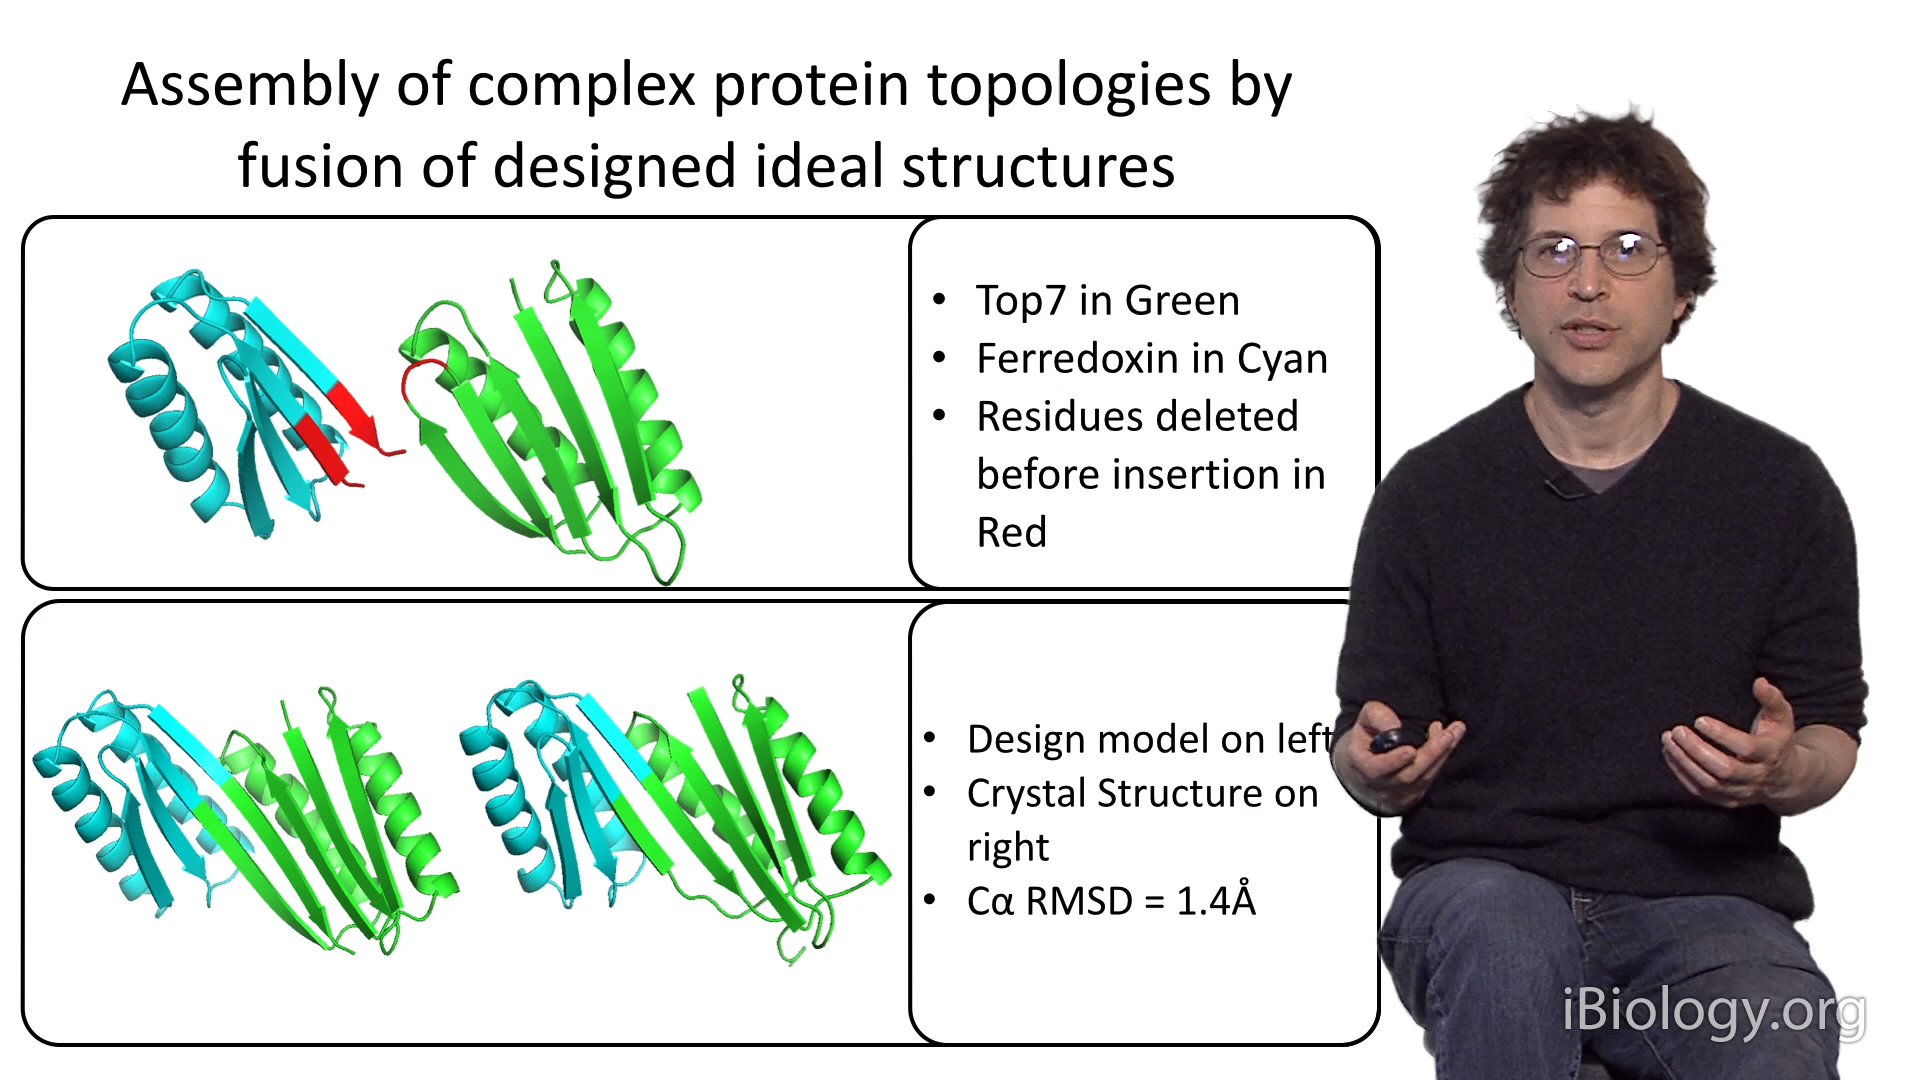 Assembly of complex protein topologies by
fusion of designed ideal structures
• Top7 in Green
• Ferredoxin in Cyan
• Residues deleted
before insertion in
Red
• Design model on left
• Crystal Structure on
right
• Cα RMSD = 1.4Å
iBiology.org